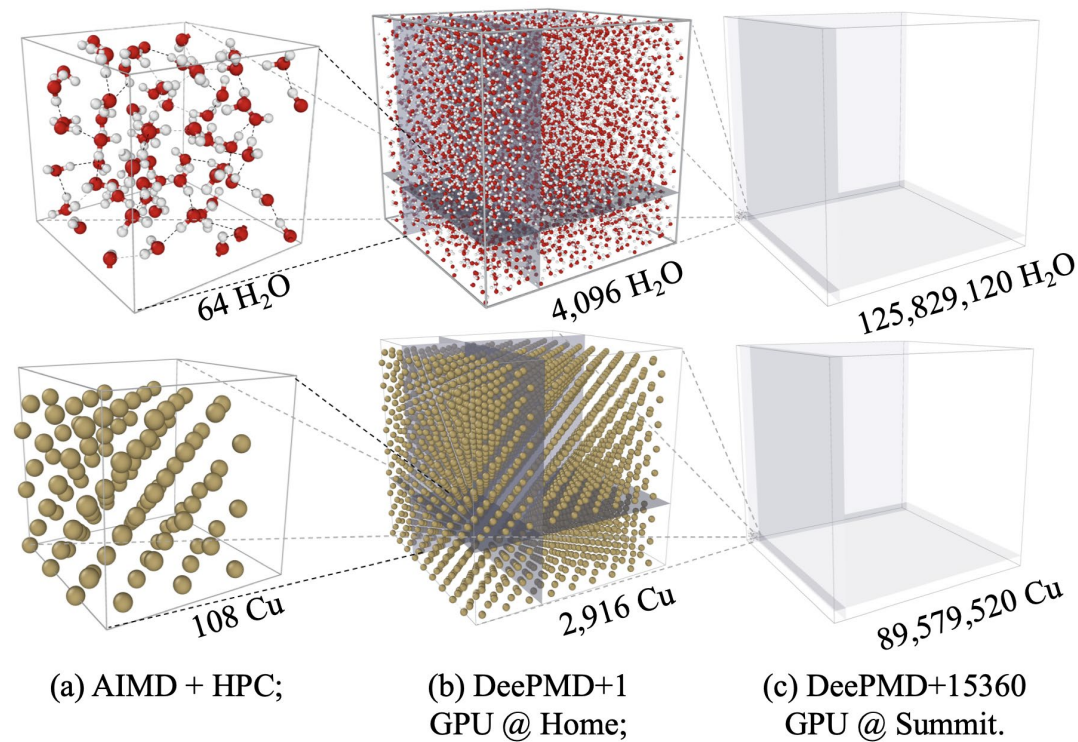 64 H₂O
4,096 H₂O
125,829,120 H₂O
108 Cu
2,916 Cu
89,579,520 Cu
(a) AIMD + HPC;
(b) DeePMD+1
GPU @ Home;
(c) DeePMD+15360
GPU @ Summit.